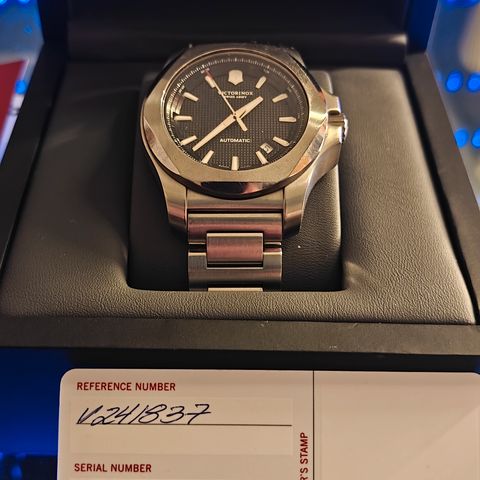 VICTORINOX
SWISS ARMY
AUTOMATIC
REFERENCE NUMBER
V241837
SERIAL NUMBER
R'S STAMP